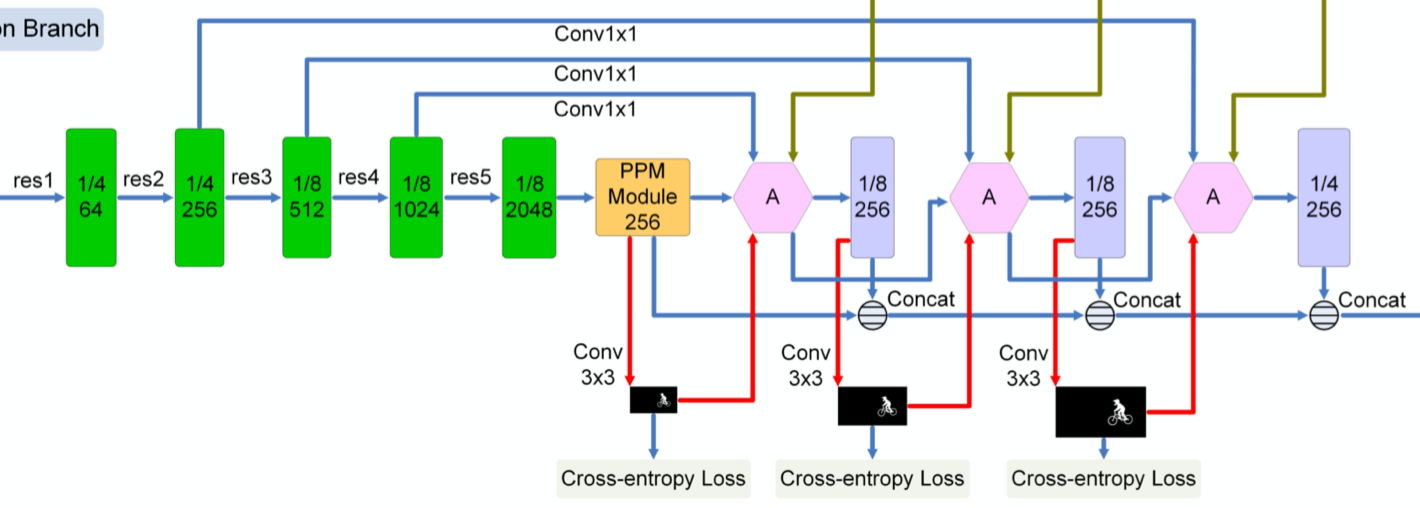 on Branch
Conv1x1
Conv1x1
Conv1x1
res1
1/4
64
res2
1/4
256
res3
1/8
512
res4
1/8
1024
res5
1/8
2048
PPM
Module
256
A
1/8
256
A
1/8
256
A
1/4
256
Concat
Concat
Concat
Conv
3x3
Conv
3x3
Conv
3x3
Cross-entropy Loss
Cross-entropy Loss
Cross-entropy Loss